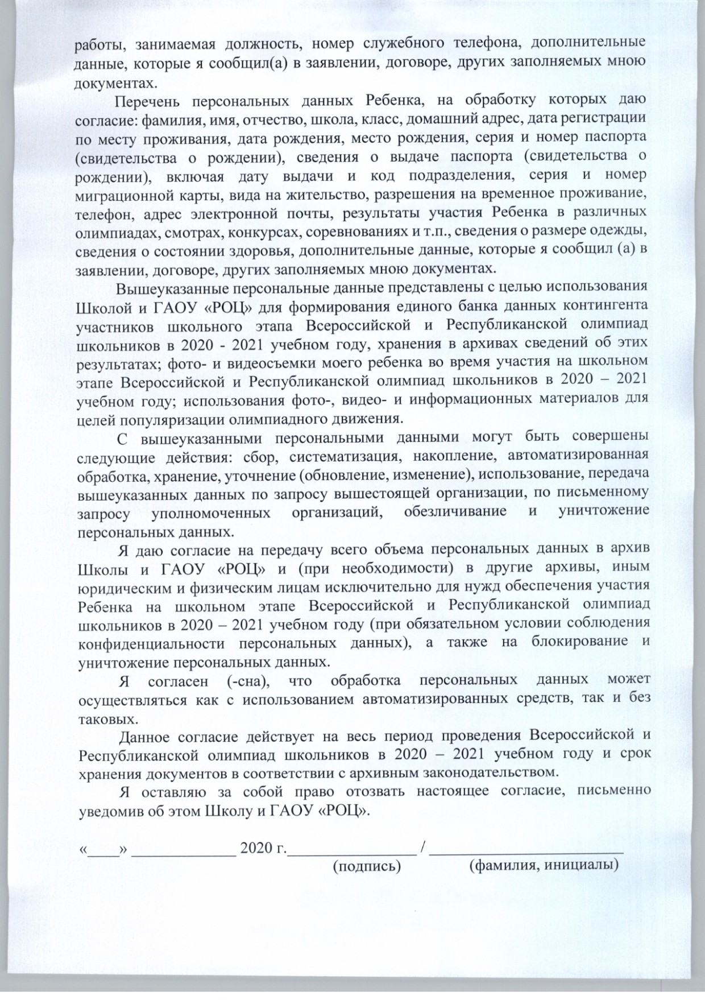 работы, занимаемая должность, номер служебного телефона, дополнительные
данные, которые я сообщил(а) в заявлении, договоре, других заполняемых мною
документах.
Перечень персональных данных Ребенка, на обработку которых даю
согласие: фамилия, имя, отчество, школа, класс, домашний адрес, дата регистрации
по месту проживания, дата рождения, место рождения, серия и номер паспорта
(свидетельства о рождении), сведения о выдаче паспорта (свидетельства о
рождении), включая дату выдачи и код подразделения, серия и номер
миграционной карты, вида на жительство, разрешения на временное проживание,
телефон, адрес электронной почты, результаты участия Ребенка в различных
олимпиадах, смотрах, конкурсах, соревнованиях и т.п., сведения о размере одежды,
сведения о состоянии здоровья, дополнительные данные, которые я сообщил (а) в
заявлении, договоре, других заполняемых мною документах.
Вышеуказанные персональные данные представлены с целью использования
Школой и ГАОУ «РОЦ» для формирования единого банка данных контингента
участников школьного этапа Всероссийской и Республиканской олимпиад
школьников в 2020 - 2021 учебном году, хранения в архивах сведений об этих
результатах; фото- и видеосъемки моего ребенка во время участия на школьном
этапе Всероссийской и Республиканской олимпиад школьников в 2020 – 2021
учебном году; использования фото-, видео- и информационных материалов для
целей популяризации олимпиадного движения.
С вышеуказанными персональными данными могут быть совершены
следующие действия: сбор, систематизация, накопление, автоматизированная
обработка, хранение, уточнение (обновление, изменение), использование, передача
вышеуказанных данных по запросу вышестоящей организации, по письменному
запросу уполномоченных организаций, обезличивание и уничтожение
персональных данных.
Я даю согласие на передачу всего объема персональных данных в архив
Школы и ГАОУ «РОЦ» и (при необходимости) в другие архивы, иным
юридическим и физическим лицам исключительно для нужд обеспечения участия
Ребенка на школьном этапе Всероссийской и Республиканской олимпиад
школьников в 2020 – 2021 учебном году (при обязательном условии соблюдения
конфиденциальности персональных данных), а также на блокирование и
уничтожение персональных данных.
Я согласен (-сна), что обработка персональных данных может
осуществляться как с использованием автоматизированных средств, так и без
таковых.
Данное согласие действует на весь период проведения Всероссийской и
Республиканской олимпиад школьников в 2020 – 2021 учебном году и срок
хранения документов в соответствии с архивным законодательством.
Я оставляю за собой право отозвать настоящее согласие, письменно
уведомив об этом Школу и ГАОУ «РОЦ».
«____» _____________ 2020 г.________________ / ________________________
(подпись) (фамилия, инициалы)